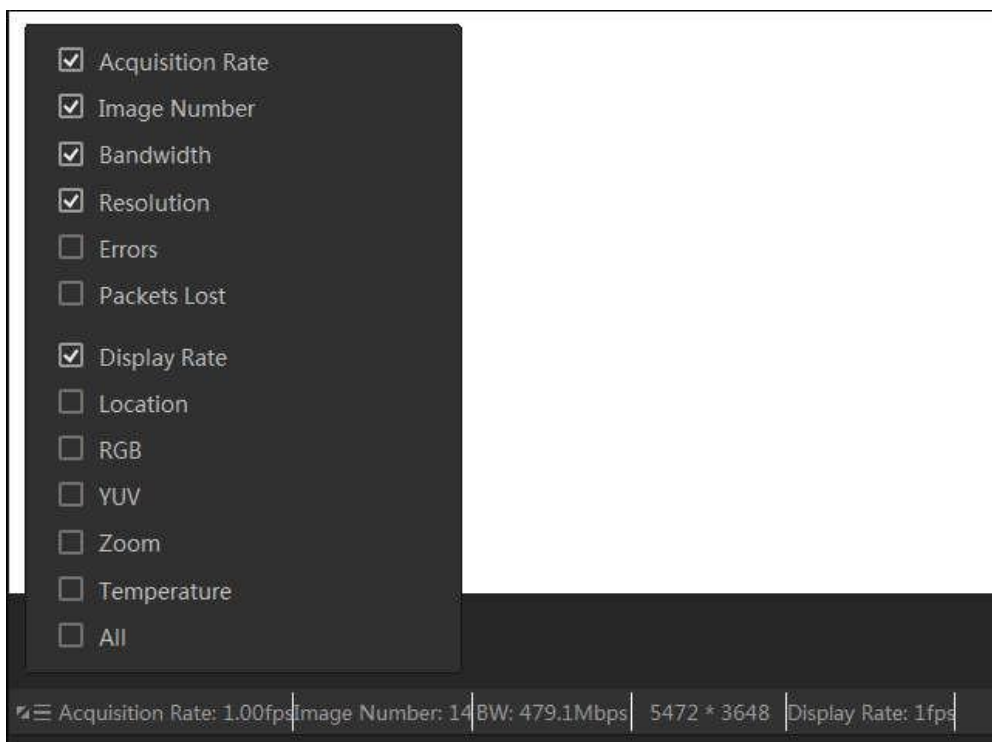 Acquisition Rate
Image Number
Bandwidth
Resolution
Errors
Packets Lost
Display Rate
Location
RGB
YUV
Zoom
Temperature
All
Acquisition Rate: 1.00fps Image Number: 14 BW: 479.1Mbps 5472 * 3648 Display Rate: 1fps